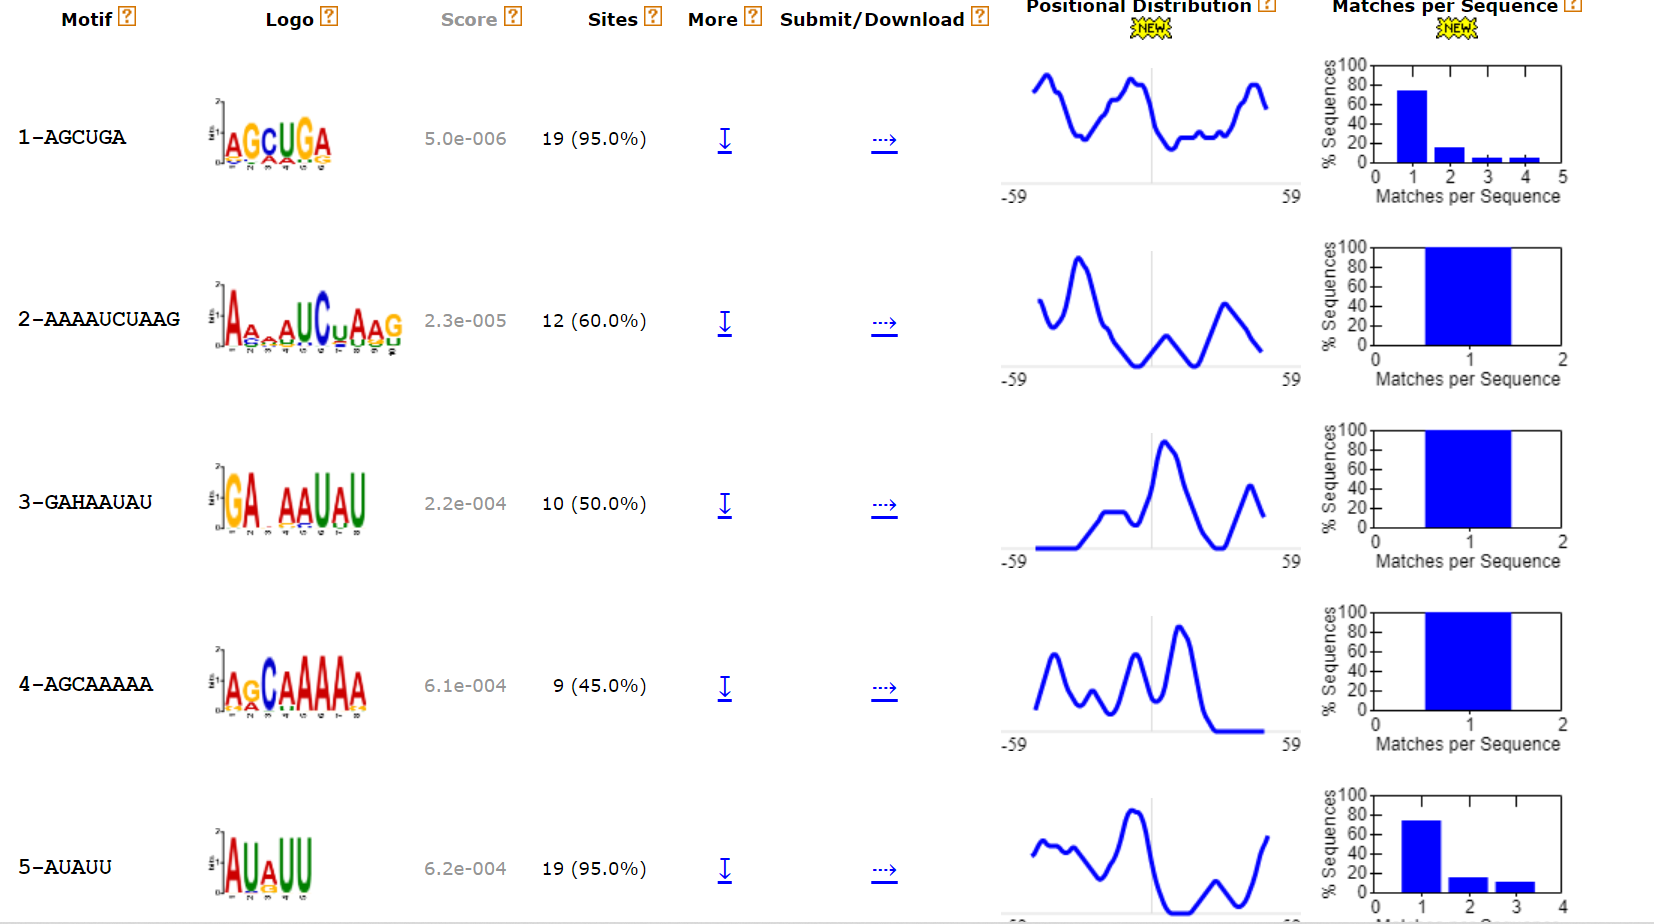 Motif ? Logo ? Score ? Sites ? More ? Submit/Download ? Positional Distribution ? Matches per Sequence ?
NEW NEW
1-AGCUGA
AGCUGA
5.0e-006 19 (95.0%) ↧ ⇢
-59 59
% Sequences
100
80
60
40
20
0
0 1 2 3 4 5
Matches per Sequence
2-AAAAUCUAAG
AAAAUCUAAG
2.3e-005 12 (60.0%) ↧ ⇢
-59 59
% Sequences
100
80
60
40
20
0
0 1 2
Matches per Sequence
3-GAHAAUAU
GA AAUAU
2.2e-004 10 (50.0%) ↧ ⇢
-59 59
% Sequences
100
80
60
40
20
0
0 1 2
Matches per Sequence
4-AGCAAAAA
AGCAAAAA
6.1e-004 9 (45.0%) ↧ ⇢
-59 59
% Sequences
100
80
60
40
20
0
0 1 2
Matches per Sequence
5-AUAUU
AUAUU
6.2e-004 19 (95.0%) ↧ ⇢
% Sequences
100
80
60
40
20
0
0 1 2 3 4